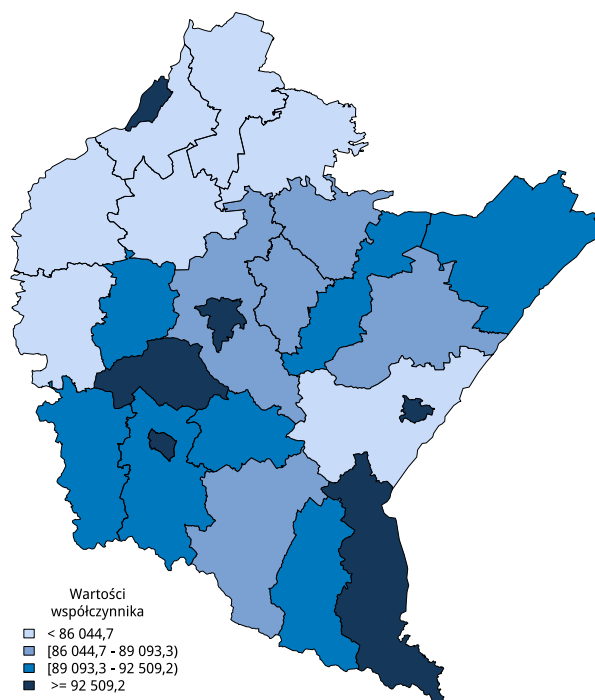 Wartości
współczynnika
< 86 044,7
[86 044,7 - 89 093,3)
[89 093,3 - 92 509,2)
>= 92 509,2